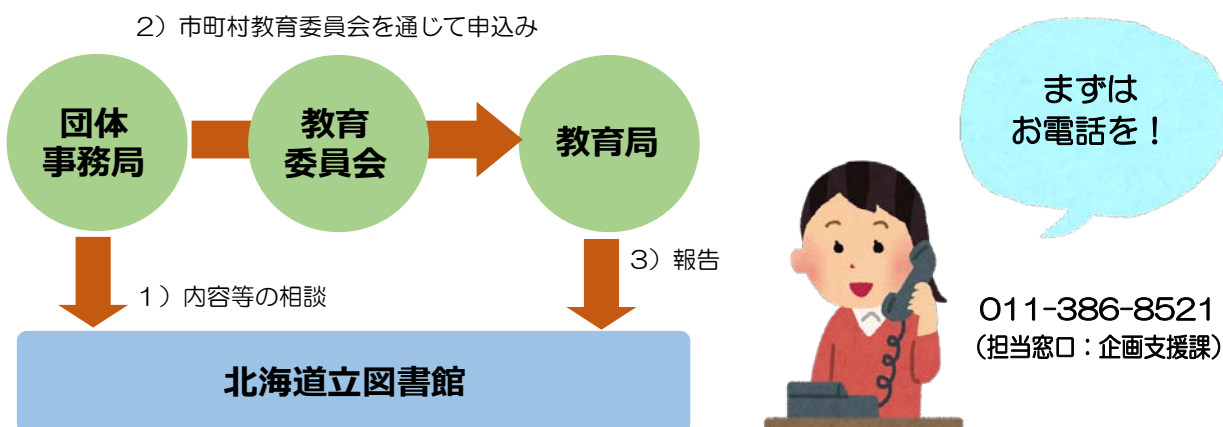 2）市町村教育委員会を通じて申込み
団体
事務局
教育
委員会
教育局
まずは
お電話を！
3）報告
1）内容等の相談
011-386-8521
（担当窓口：企画支援課）
北海道立図書館